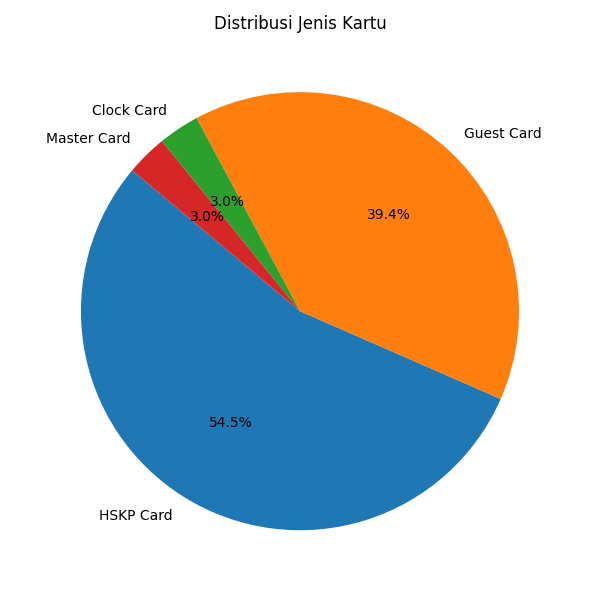 Distribusi Jenis Kartu
Clock Card
Master Card
Guest Card
3.0%
3.0%
39.4%
54.5%
HSKP Card